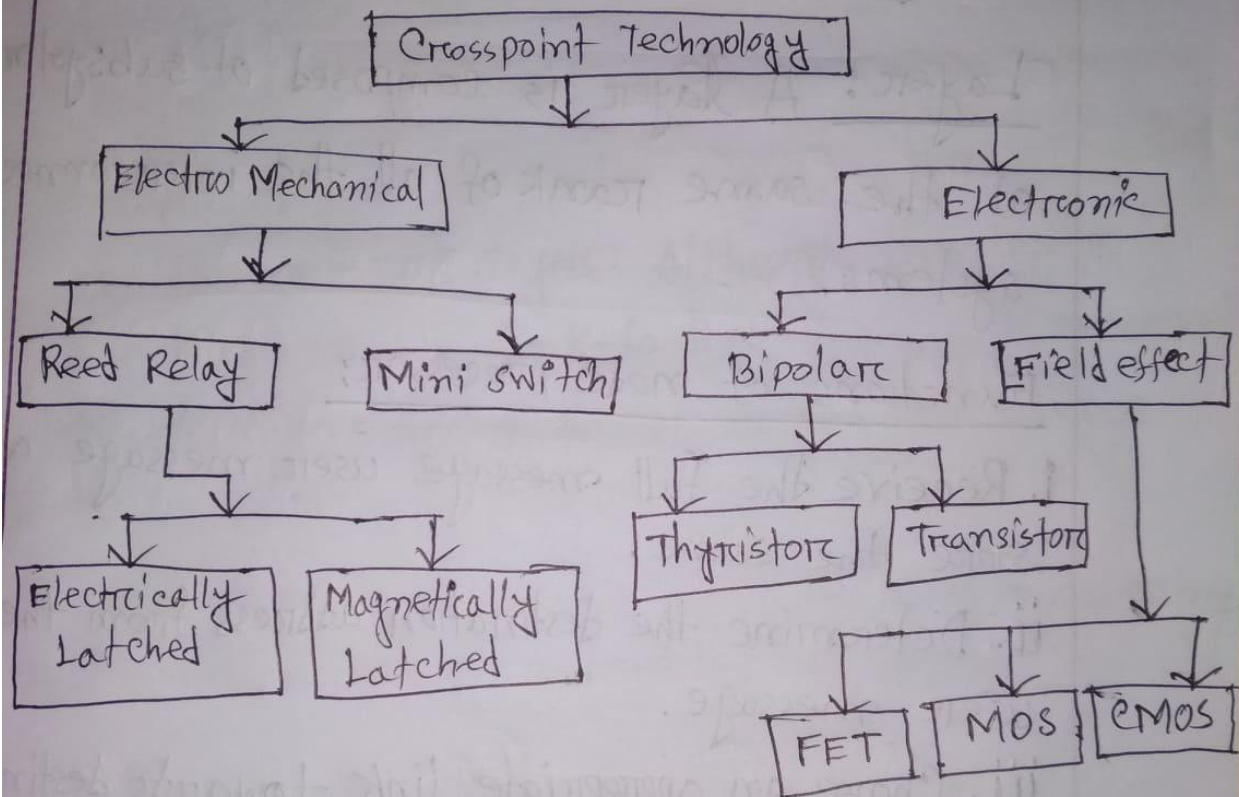 Crosspoint Technology
Electro Mechanical
Electronic
Reed Relay
Mini switch
Bipolar
Field effect
Thyristor
Transistor
Electrically
Latched
Magnetically
Latched
FET
MOS
CMOS